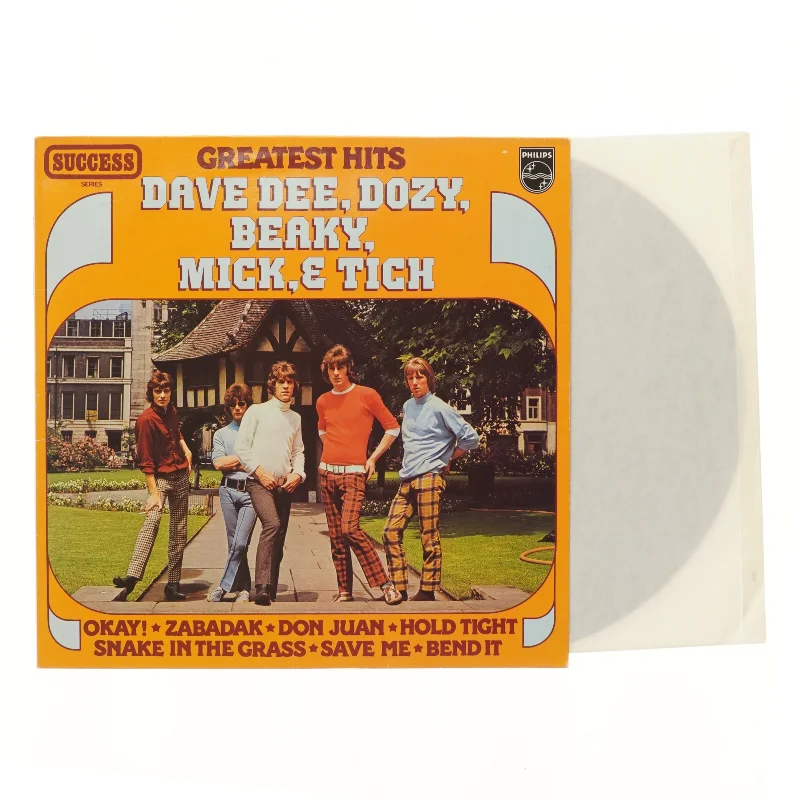 SUCCESS
SERIES
GREATEST HITS
PHILIPS
DAVE DEE, DOZY,
BEAKY,
MICK, & TICH
OKAY! ★ ZABADAK ★ DON JUAN ★ HOLD TIGHT
SNAKE IN THE GRASS ★ SAVE ME ★ BEND IT